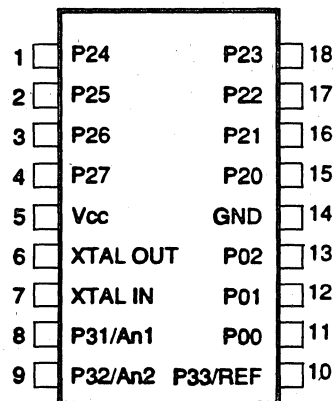 1 P24 P23 18
2 P25 P22 17
3 P26 P21 16
4 P27 P20 15
5 Vcc GND 14
6 XTAL OUT P02 13
7 XTAL IN P01 12
8 P31/An1 P00 11
9 P32/An2 P33/REF 10